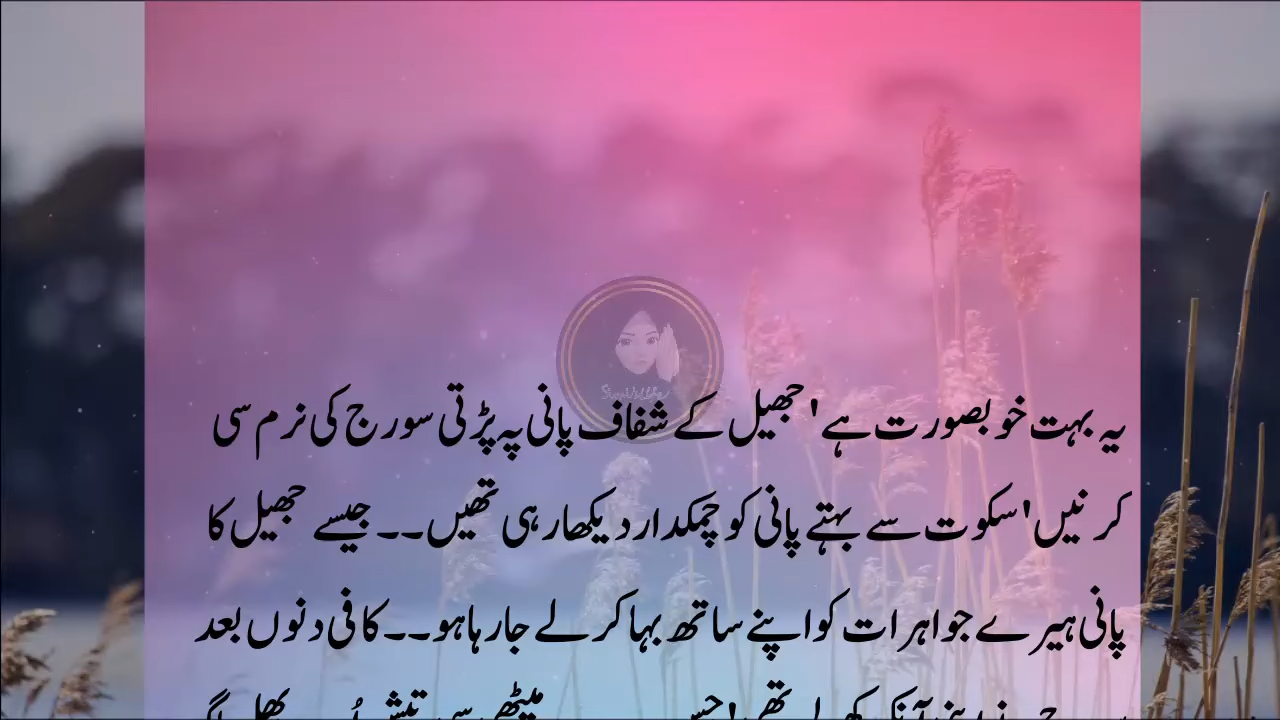 یہ بہت خوبصورت ہے' جھیل کے شفاف پانی پہ پڑتی سورج کی نرم سی
کرنیں' سکوت سے بہتے پانی کو چمکدار دیکھا رہی تھیں۔۔ جیسے جھیل کا
پانی ہیرے جواہرات کو اپنے ساتھ بہا کر لے جا رہا ہو۔۔ کافی دنوں بعد